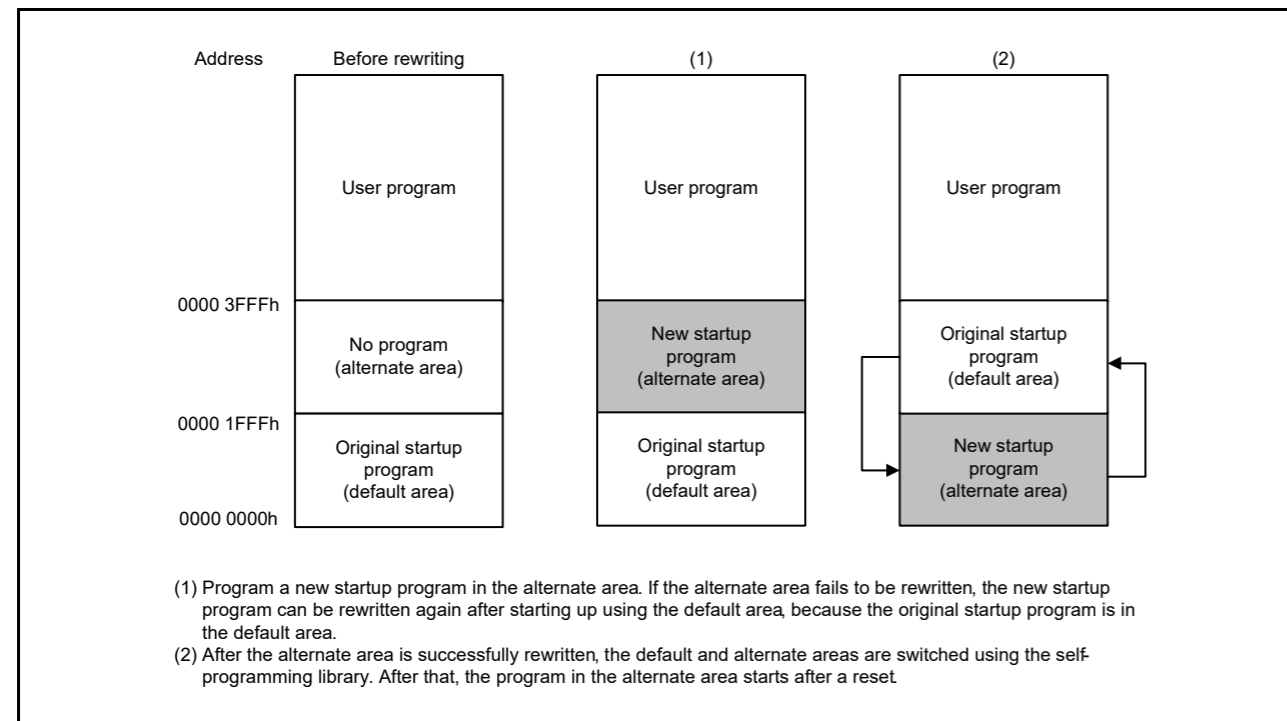 Address
Before rewriting
(1)
(2)
User program
User program
User program
0000 3FFFh
No program
(alternate area)
New startup
program
(alternate area)
Original startup
program
(default area)
0000 1FFFh
Original startup
program
(default area)
Original startup
program
(default area)
New startup
program
(alternate area)
0000 0000h
(1) Program a new startup program in the alternate area. If the alternate area fails to be rewritten, the new startup
program can be rewritten again after starting up using the default area, because the original startup program is in
the default area.
(2) After the alternate area is successfully rewritten, the default and alternate areas are switched using the self-
programming library. After that, the program in the alternate area starts after a reset.